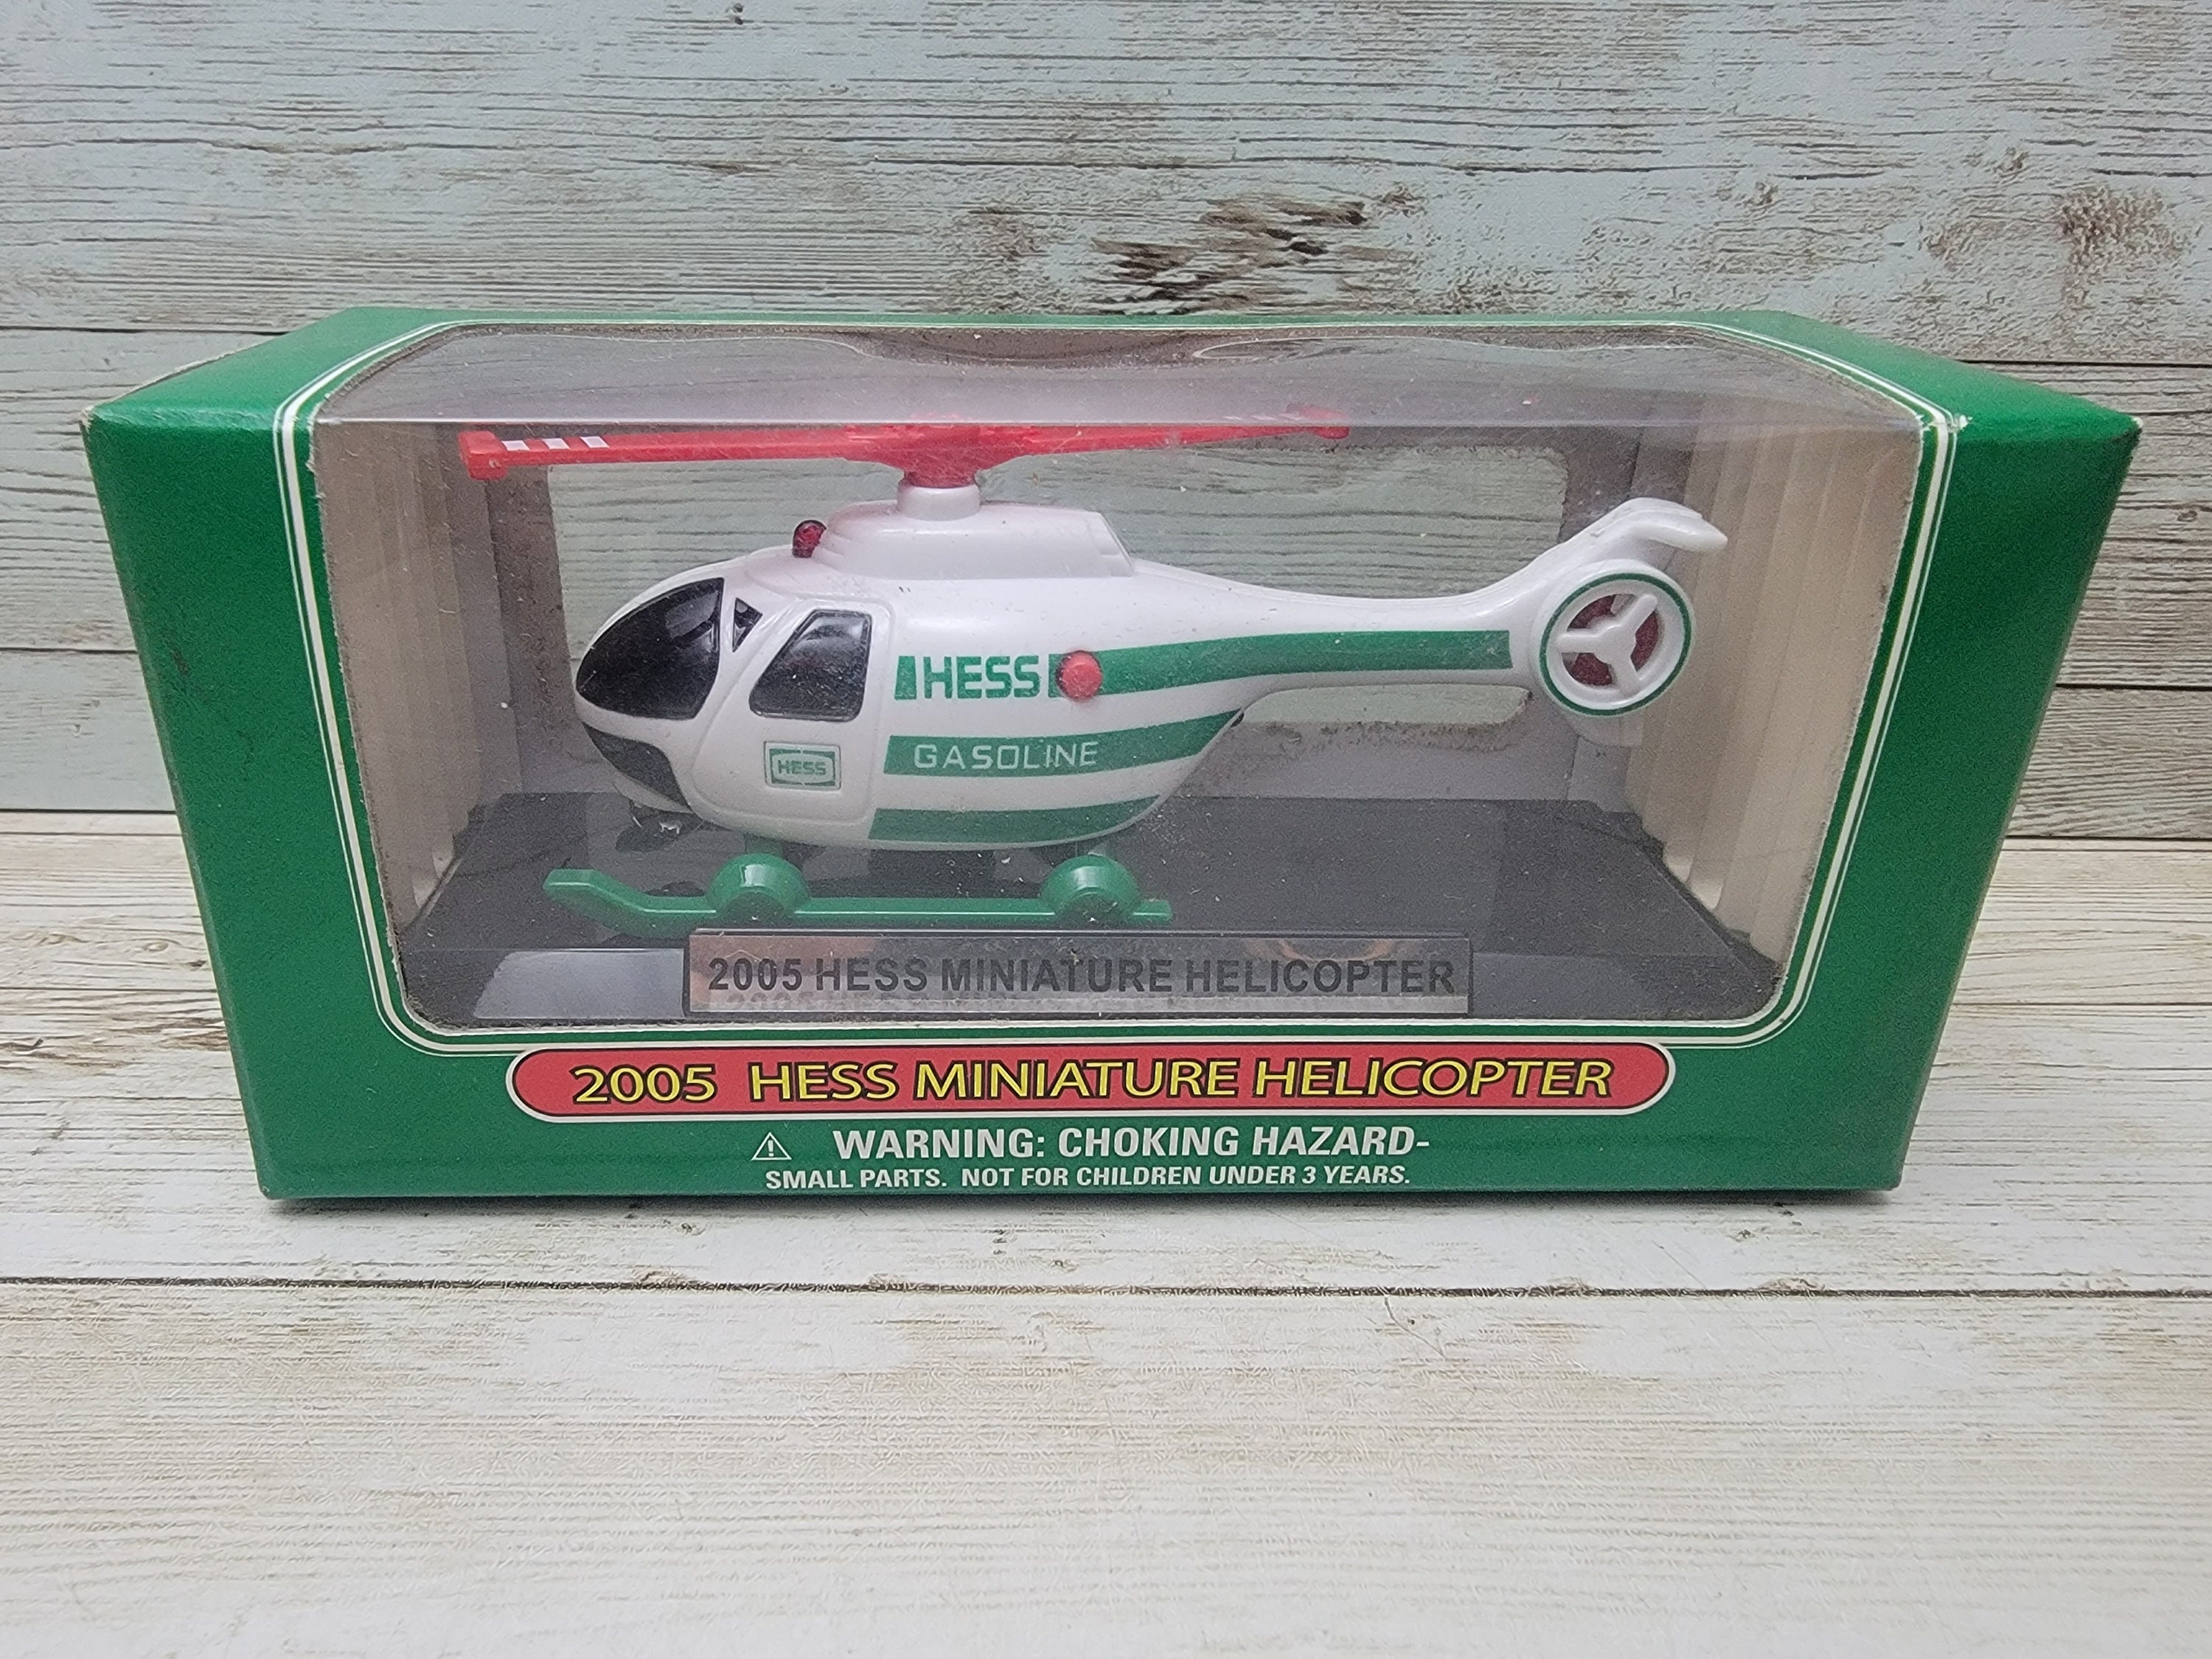 HESS
GASOLINE
HESS
2005 HESS MINIATURE HELICOPTER
2005 HESS MINIATURE HELICOPTER
WARNING: CHOKING HAZARD-
SMALL PARTS. NOT FOR CHILDREN UNDER 3 YEARS.